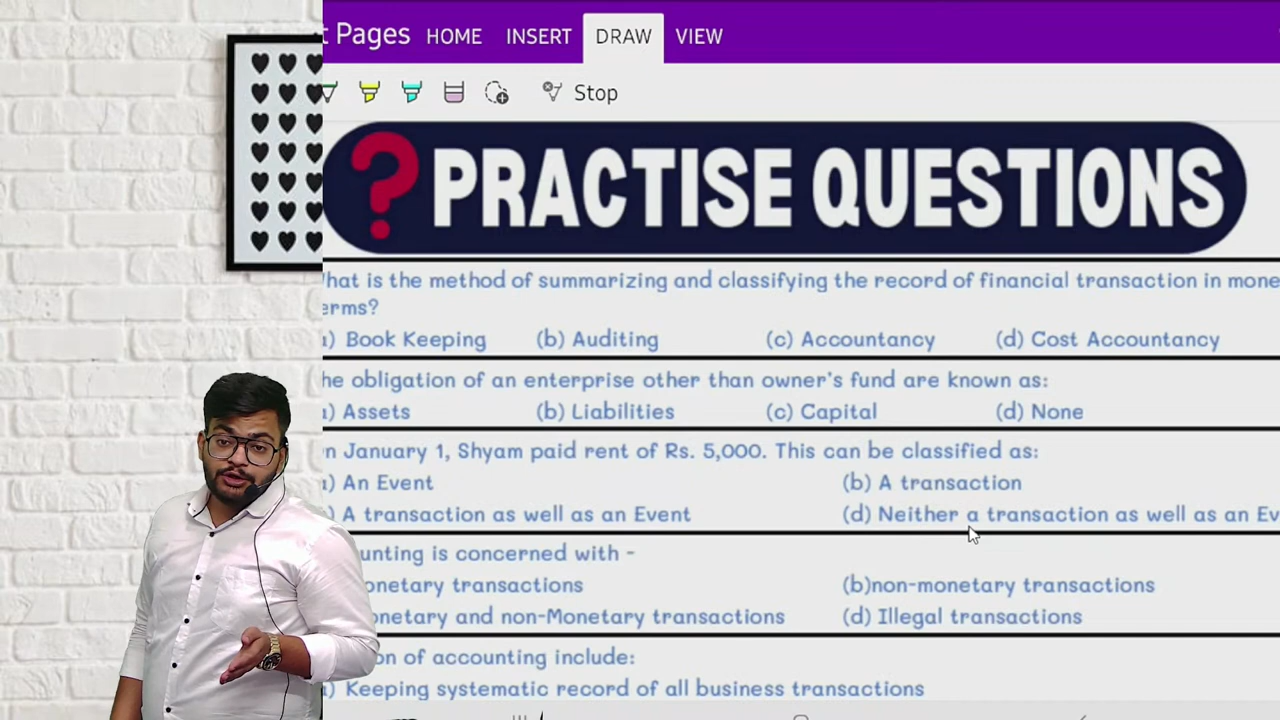 t Pages HOME INSERT DRAW VIEW
Stop
? PRACTISE QUESTIONS
hat is the method of summarizing and classifying the record of financial transaction in mone
erms?
) Book Keeping (b) Auditing (c) Accountancy (d) Cost Accountancy
he obligation of an enterprise other than owner's fund are known as:
) Assets (b) Liabilities (c) Capital (d) None
n January 1, Shyam paid rent of Rs. 5,000. This can be classified as:
) An Event (b) A transaction
) A transaction as well as an Event (d) Neither a transaction as well as an Ev
unting is concerned with -
onetary transactions (b)non-monetary transactions
onetary and non-Monetary transactions (d) Illegal transactions
on of accounting include:
) Keeping systematic record of all business transactions